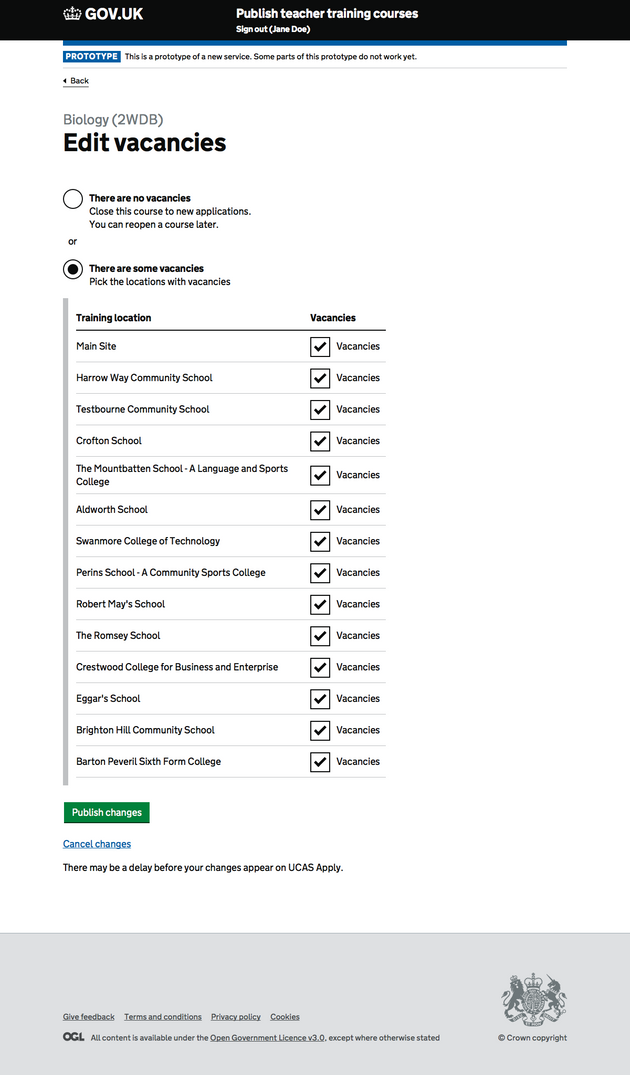 GOV.UK
Publish teacher training courses
Sign out (Jane Doe)
PROTOTYPE This is a prototype of a new service. Some parts of this prototype do not work yet.
Back
Biology (2WDB)
Edit vacancies
There are no vacancies
Close this course to new applications.
You can reopen a course later.
or
There are some vacancies
Pick the locations with vacancies
Training location Vacancies
Main Site Vacancies
Harrow Way Community School Vacancies
Testbourne Community School Vacancies
Crofton School Vacancies
The Mountbatten School - A Language and Sports
College Vacancies
Aldworth School Vacancies
Swanmore College of Technology Vacancies
Perins School - A Community Sports College Vacancies
Robert May's School Vacancies
The Romsey School Vacancies
Crestwood College for Business and Enterprise Vacancies
Eggar's School Vacancies
Brighton Hill Community School Vacancies
Barton Peveril Sixth Form College Vacancies
Publish changes
Cancel changes
There may be a delay before your changes appear on UCAS Apply.
Give feedback Terms and conditions Privacy policy Cookies
OGL All content is available under the Open Government Licence v3.0, except where otherwise stated
© Crown copyright